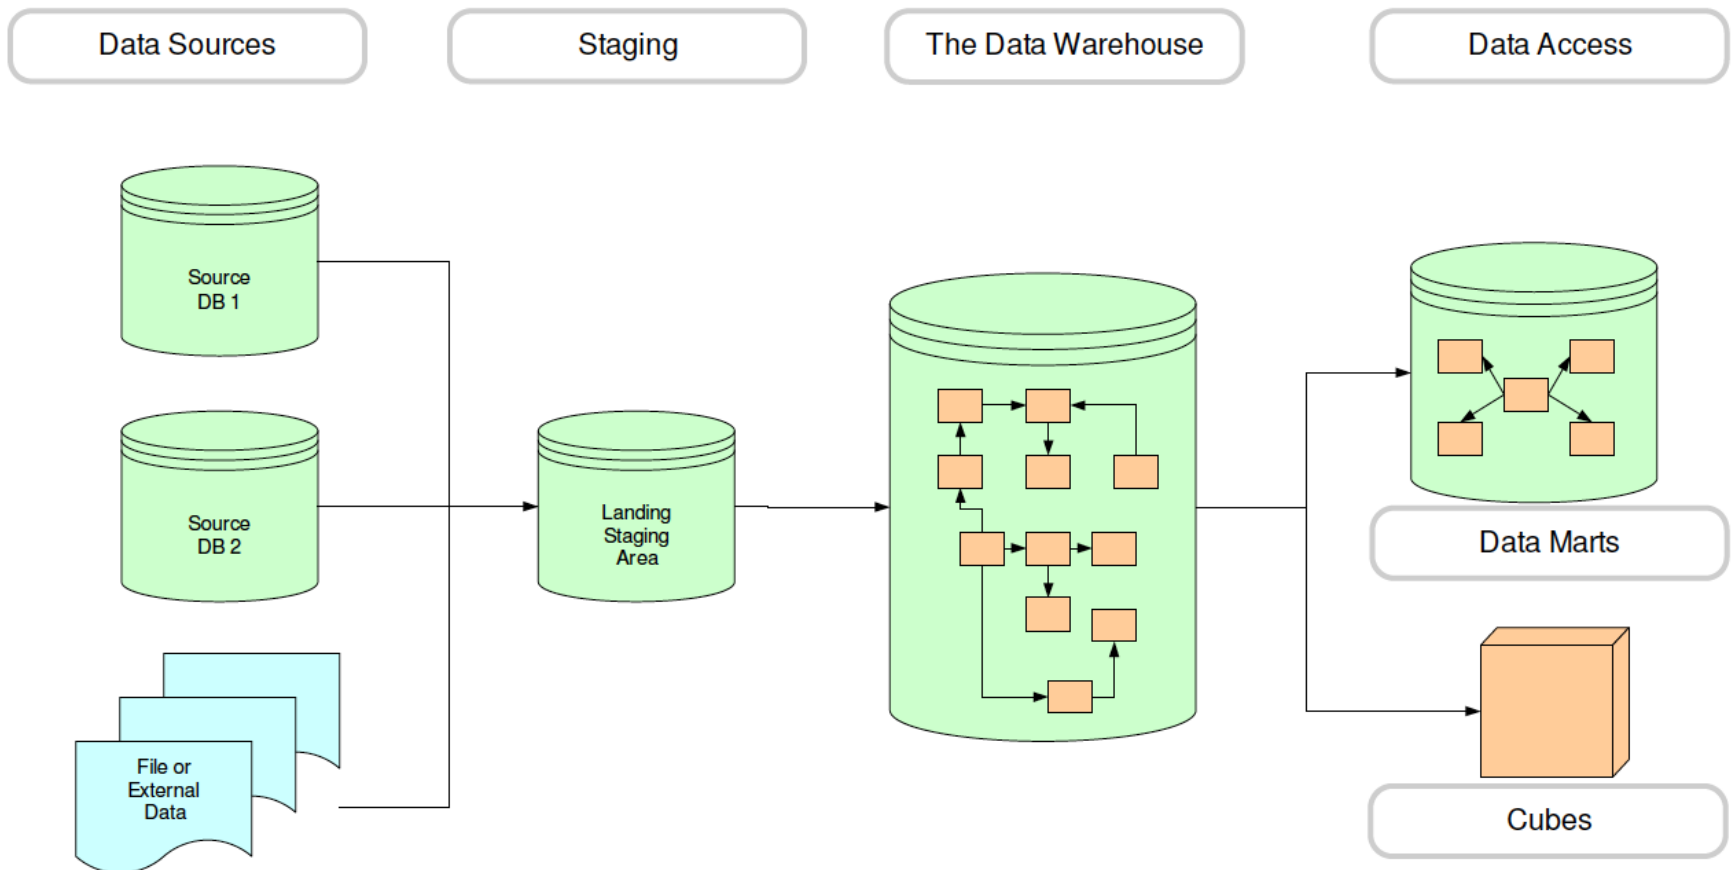 Data Sources
Staging
The Data Warehouse
Data Access
Source
DB 1
Source
DB 2
File or
External
Data
Landing
Staging
Area
Data Marts
Cubes